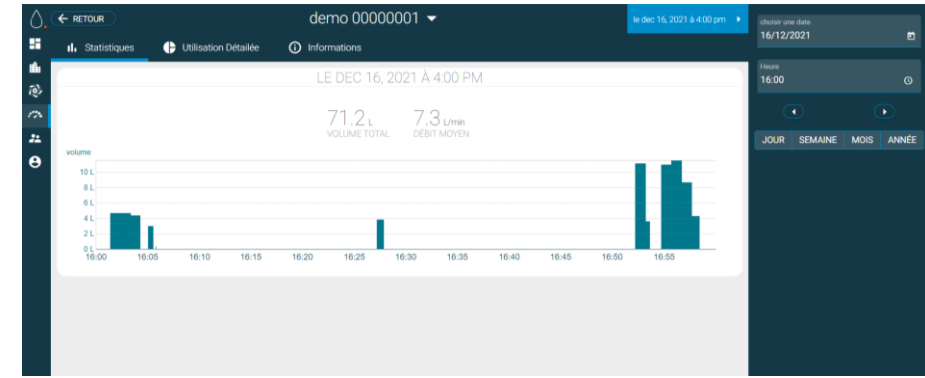 RETOUR
demo 00000001
le dec 16, 2021 à 4:00 pm
Statistiques
Utilisation Détaillée
Informations
LE DEC 16, 2021 À 4:00 PM
71.2 L
VOLUME TOTAL
7.3 L/min
DÉBIT MOYEN
volume
10 L
8 L
6 L
4 L
2 L
0 L
16:00 16:05 16:10 16:15 16:20 16:25 16:30 16:35 16:40 16:45 16:50 16:55
choisir une date
16/12/2021
Heure
16:00
JOUR SEMAINE MOIS ANNÉE